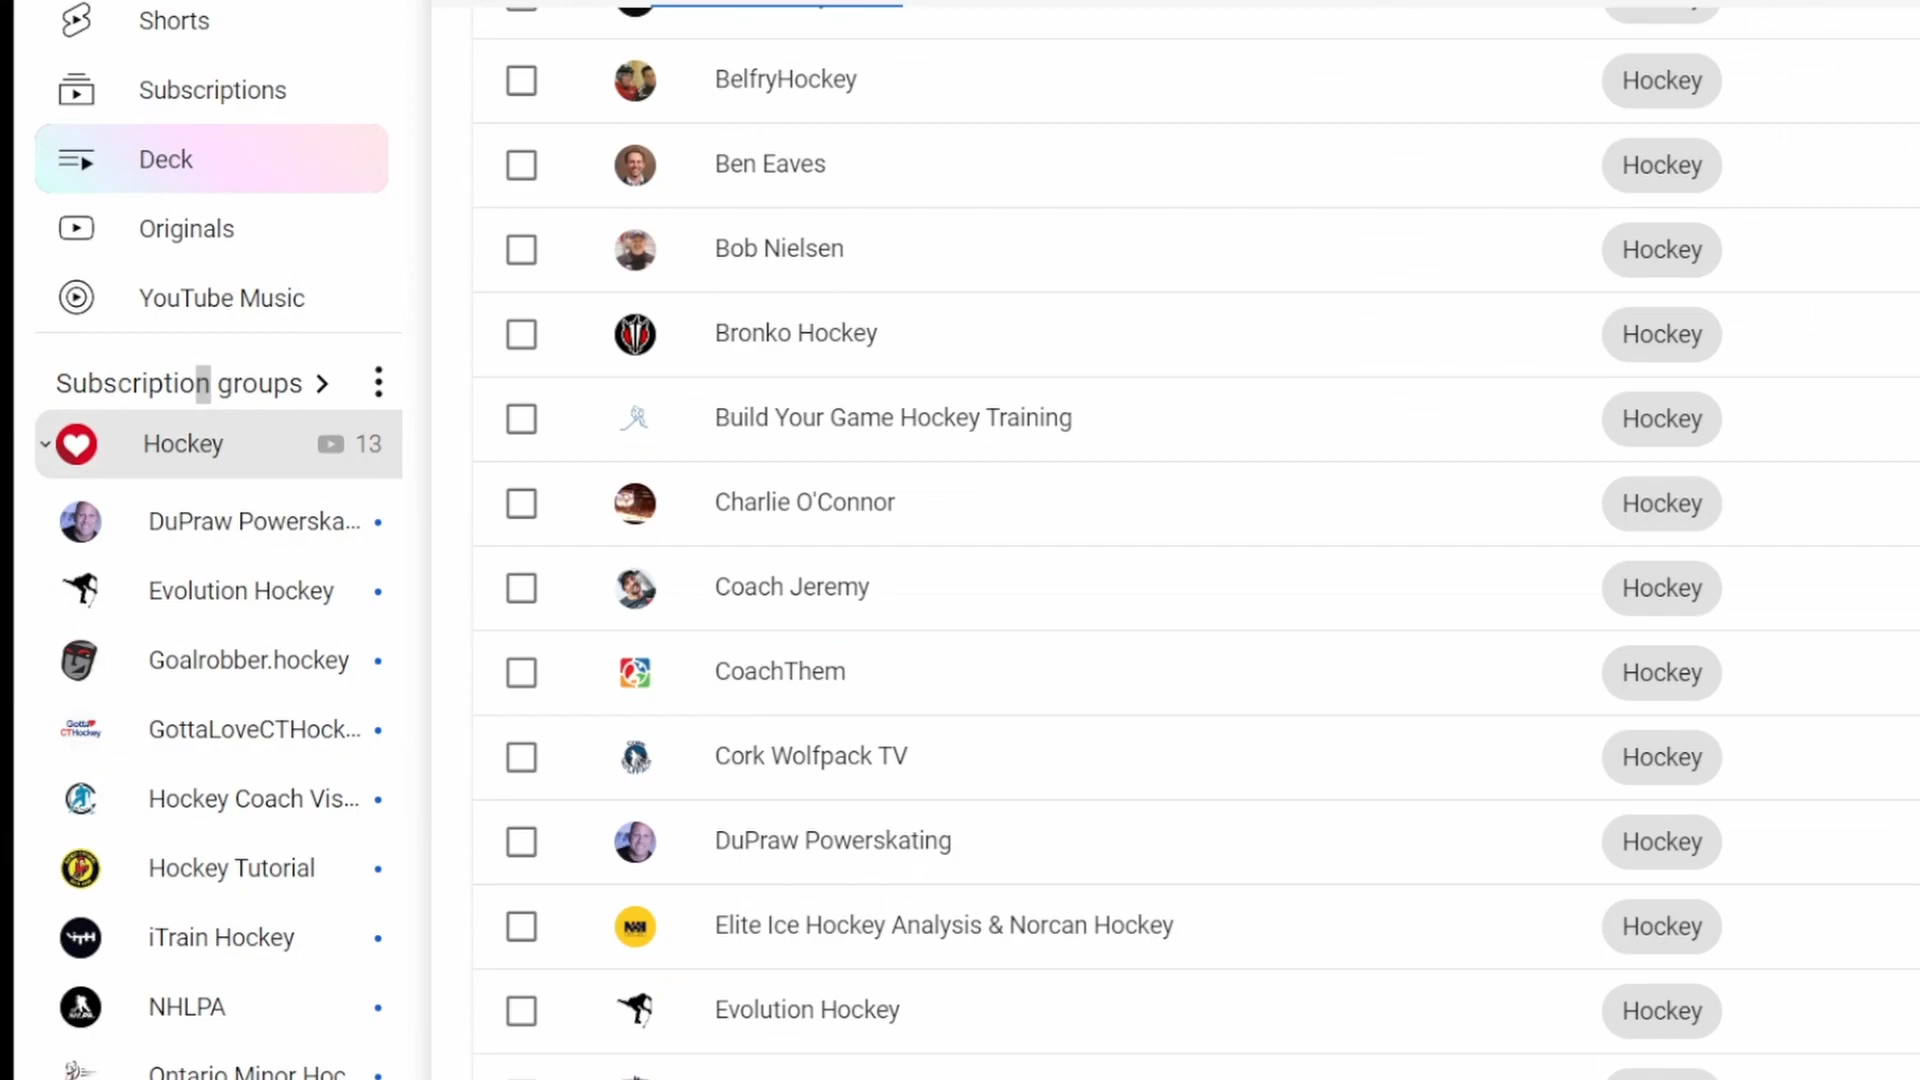 Shorts
Subscriptions
Deck
Originals
YouTube Music
Subscription groups
Hockey 13
DuPraw Powerska...
Evolution Hockey
Goalrobber.hockey
GottaLoveCTHock...
Hockey Coach Vis...
Hockey Tutorial
iTrain Hockey
NHLPA
Ontario Minor Hoc
BelfryHockey Hockey
Ben Eaves Hockey
Bob Nielsen Hockey
Bronko Hockey Hockey
Build Your Game Hockey Training Hockey
Charlie O'Connor Hockey
Coach Jeremy Hockey
CoachThem Hockey
Cork Wolfpack TV Hockey
DuPraw Powerskating Hockey
Elite Ice Hockey Analysis & Norcan Hockey Hockey
Evolution Hockey Hockey